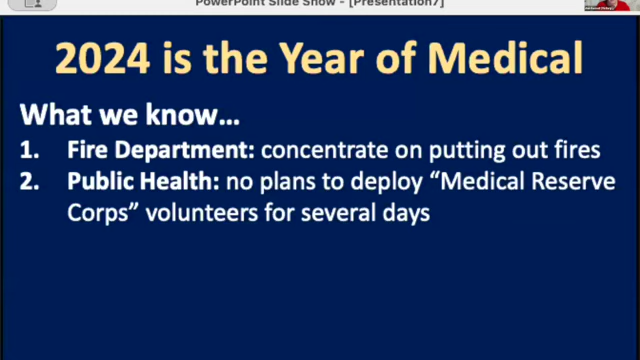 PowerPoint Slide Show - [Presentation7]
2024 is the Year of Medical
What we know...
1. Fire Department: concentrate on putting out fires
2. Public Health: no plans to deploy “Medical Reserve
Corps” volunteers for several days